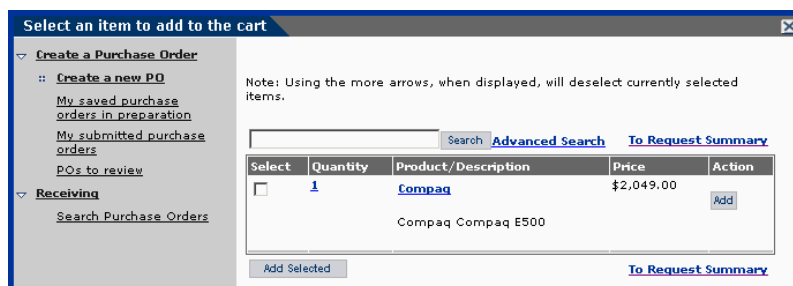 Select an item to add to the cart
Create a Purchase Order
Create a new PO
My saved purchase
orders in preparation
My submitted purchase
orders
POs to review
Receiving
Search Purchase Orders
Note: Using the more arrows, when displayed, will deselect currently selected
items.
Search Advanced Search To Request Summary
Select Quantity Product/Description Price Action
1 Compaq $2,049.00 Add
Compaq Compaq E500
Add Selected To Request Summary